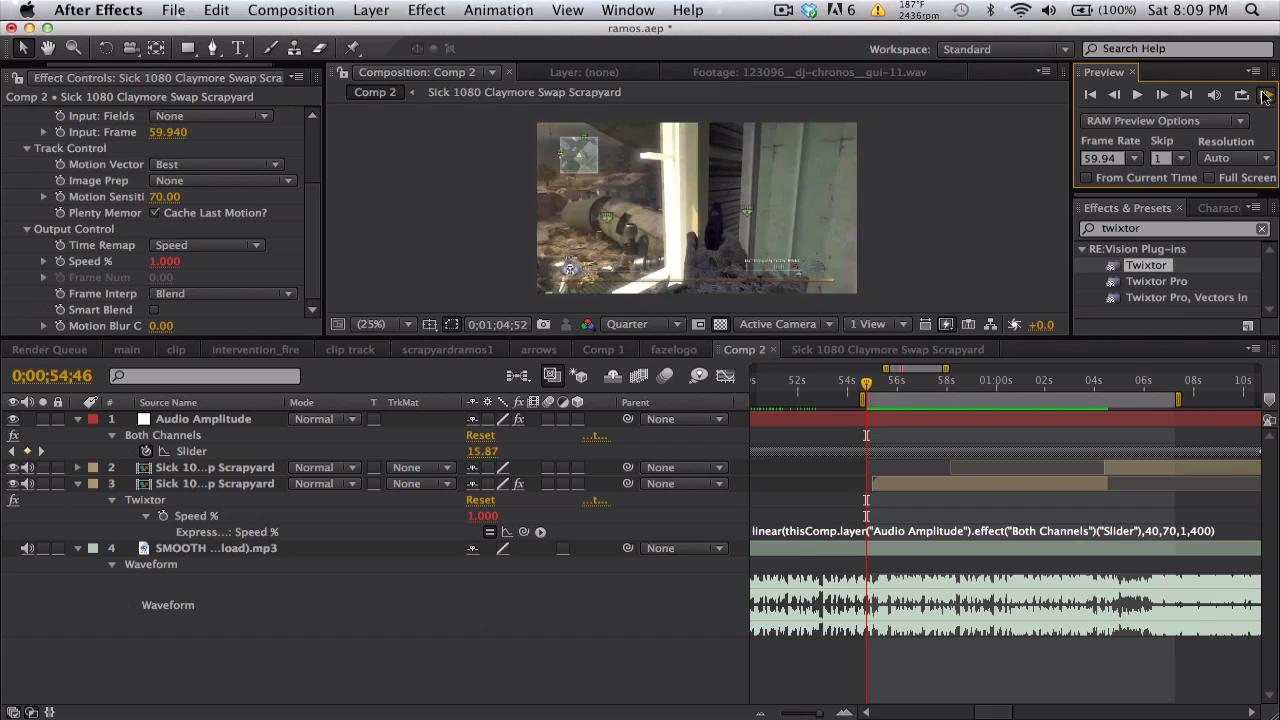 After Effects File Edit Composition Layer Effect Animation View Window Help 6 187°F 2436rpm (100%) Sat 8:09 PM
ramos.aep *
Workspace: Standard Search Help
Effect Controls: Sick 1080 Claymore Swap Scra
Comp 2 • Sick 1080 Claymore Swap Scrapyard
Input: Fields None
Input: Frame 59.940
Track Control
Motion Vector Best
Image Prep None
Motion Sensiti 70.00
Plenty Memor Cache Last Motion?
Output Control
Time Remap Speed
Speed % 1.000
Frame Num 0.00
Frame Interp Blend
Smart Blend
Motion Blur C 0.00
Composition: Comp 2 Layer: (none) Footage: 123096__dj-chronos__gui-11.wav
Comp 2 Sick 1080 Claymore Swap Scrapyard
(25%) 0;01;04;52 Quarter Active Camera 1 View +0.0
Preview
RAM Preview Options
Frame Rate Skip Resolution
59.94 1 Auto
From Current Time Full Screen
Effects & Presets Charact
twixtor
RE:Vision Plug-ins
Twixtor
Twixtor Pro
Twixtor Pro, Vectors In
Render Queue main clip intervention_fire clip track scrapyardramos1 arrows Comp 1 fazelogo Comp 2 Sick 1080 Claymore Swap Scrapyard
0;00;54;46
52s 54s 56s 58s 01:00s 02s 04s 06s 08s 10s
# Source Name Mode T TrkMat Parent
1 Audio Amplitude Normal None
Both Channels Reset ...t...
Slider 15.87
2 Sick 10...p Scrapyard Normal None None
3 Sick 10...p Scrapyard Normal None None
Twixtor Reset ...t...
Speed % 1.000
Express...: Speed % linear(thisComp.layer("Audio Amplitude").effect("Both Channels")("Slider"),40,70,1,400)
4 SMOOTH ...load).mp3 None
Waveform
Waveform